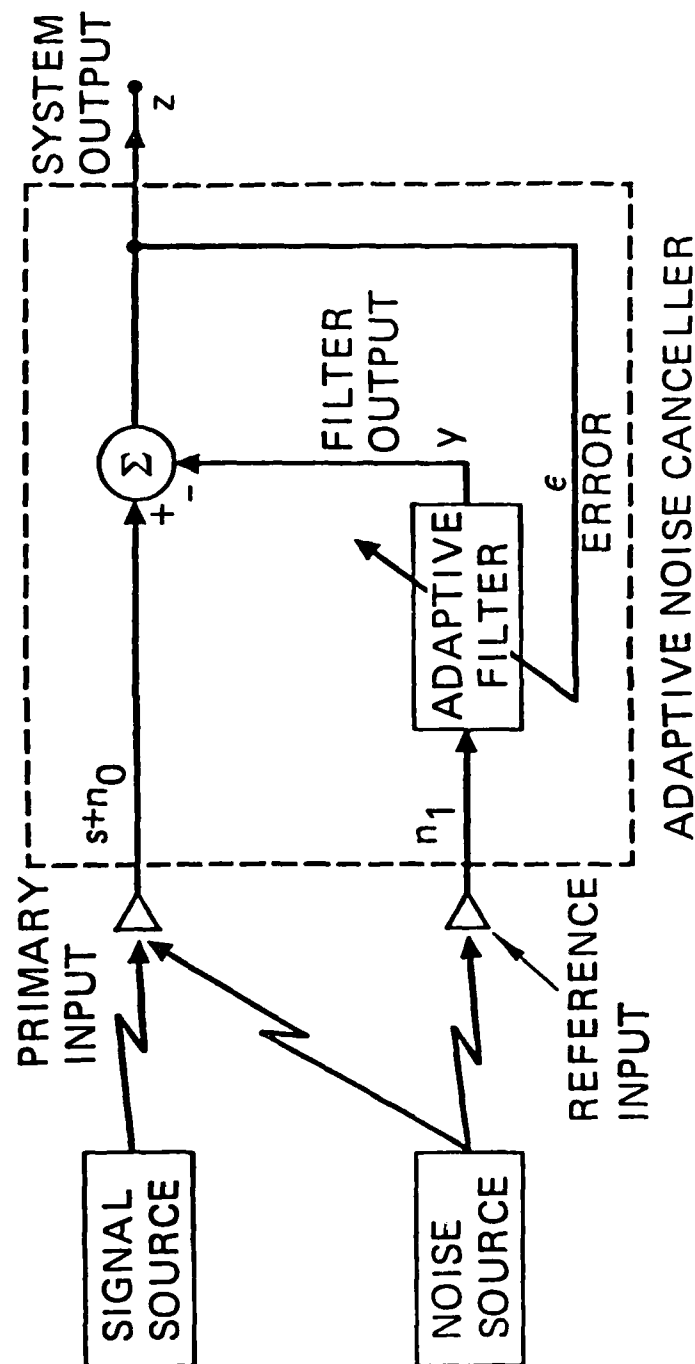 SIGNAL
SOURCE
PRIMARY
INPUT
s+n₀
+
-
Σ
SYSTEM
OUTPUT
z
FILTER
OUTPUT
y
NOISE
SOURCE
REFERENCE
INPUT
n₁
ADAPTIVE
FILTER
ϵ
ERROR
ADAPTIVE NOISE CANCELLER